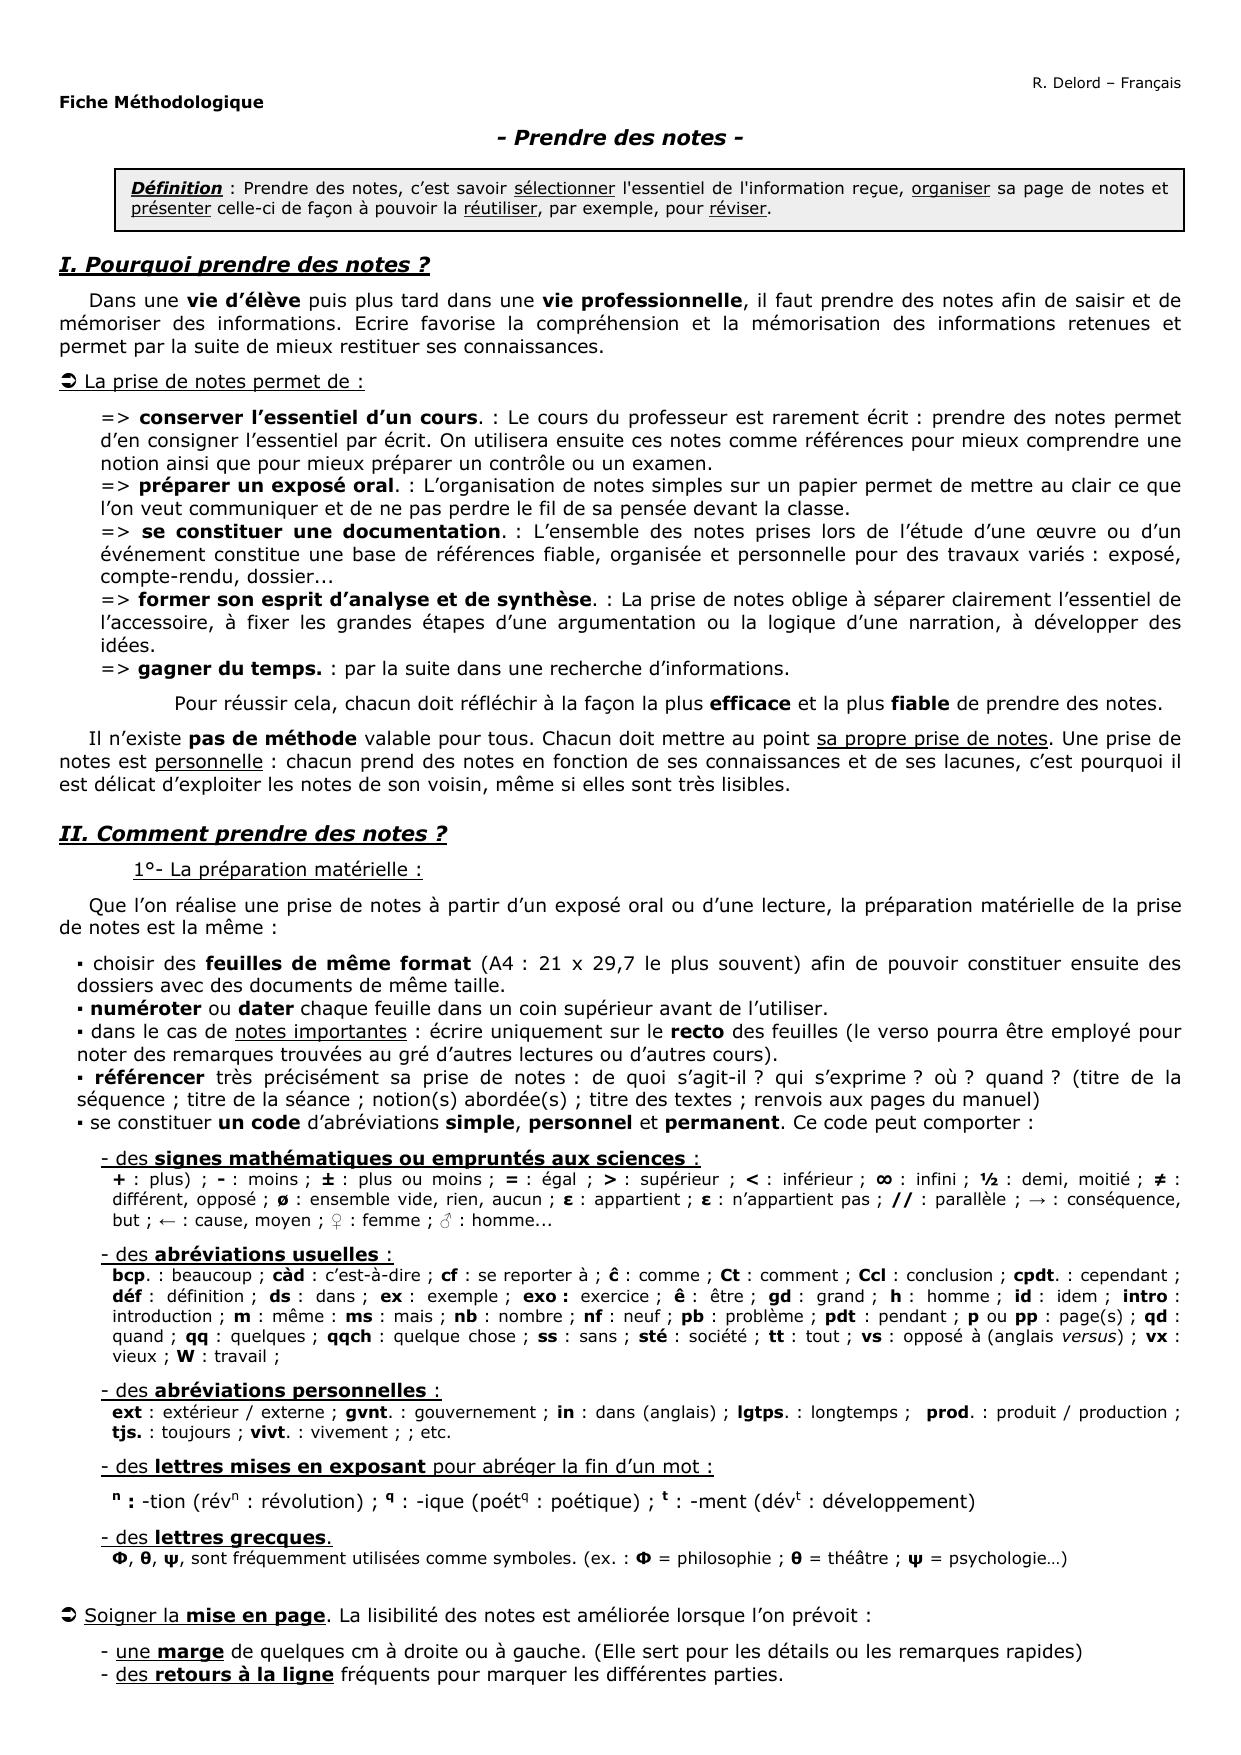 R. Delord – Français
Fiche Méthodologique
- Prendre des notes -
Définition : Prendre des notes, c’est savoir sélectionner l'essentiel de l'information reçue, organiser sa page de notes et
présenter celle-ci de façon à pouvoir la réutiliser, par exemple, pour réviser.
I. Pourquoi prendre des notes ?
Dans une vie d’élève puis plus tard dans une vie professionnelle, il faut prendre des notes afin de saisir et de
mémoriser des informations. Ecrire favorise la compréhension et la mémorisation des informations retenues et
permet par la suite de mieux restituer ses connaissances.
➲ La prise de notes permet de :
=> conserver l’essentiel d’un cours. : Le cours du professeur est rarement écrit : prendre des notes permet
d’en consigner l’essentiel par écrit. On utilisera ensuite ces notes comme références pour mieux comprendre une
notion ainsi que pour mieux préparer un contrôle ou un examen.
=> préparer un exposé oral. : L’organisation de notes simples sur un papier permet de mettre au clair ce que
l’on veut communiquer et de ne pas perdre le fil de sa pensée devant la classe.
=> se constituer une documentation. : L’ensemble des notes prises lors de l’étude d’une œuvre ou d’un
événement constitue une base de références fiable, organisée et personnelle pour des travaux variés : exposé,
compte-rendu, dossier...
=> former son esprit d’analyse et de synthèse. : La prise de notes oblige à séparer clairement l’essentiel de
l’accessoire, à fixer les grandes étapes d’une argumentation ou la logique d’une narration, à développer des
idées.
=> gagner du temps. : par la suite dans une recherche d’informations.
Pour réussir cela, chacun doit réfléchir à la façon la plus efficace et la plus fiable de prendre des notes.
Il n’existe pas de méthode valable pour tous. Chacun doit mettre au point sa propre prise de notes. Une prise de
notes est personnelle : chacun prend des notes en fonction de ses connaissances et de ses lacunes, c’est pourquoi il
est délicat d’exploiter les notes de son voisin, même si elles sont très lisibles.
II. Comment prendre des notes ?
1°- La préparation matérielle :
Que l’on réalise une prise de notes à partir d’un exposé oral ou d’une lecture, la préparation matérielle de la prise
de notes est la même :
▪ choisir des feuilles de même format (A4 : 21 x 29,7 le plus souvent) afin de pouvoir constituer ensuite des
dossiers avec des documents de même taille.
▪ numéroter ou dater chaque feuille dans un coin supérieur avant de l’utiliser.
▪ dans le cas de notes importantes : écrire uniquement sur le recto des feuilles (le verso pourra être employé pour
noter des remarques trouvées au gré d’autres lectures ou d’autres cours).
▪ référencer très précisément sa prise de notes : de quoi s’agit-il ? qui s’exprime ? où ? quand ? (titre de la
séquence ; titre de la séance ; notion(s) abordée(s) ; titre des textes ; renvois aux pages du manuel)
▪ se constituer un code d’abréviations simple, personnel et permanent. Ce code peut comporter :
- des signes mathématiques ou empruntés aux sciences :
+ : plus) ; - : moins ; ± : plus ou moins ; = : égal ; > : supérieur ; < : inférieur ; ∞ : infini ; ½ : demi, moitié ; ≠ :
différent, opposé ; ø : ensemble vide, rien, aucun ; ε : appartient ; ε : n’appartient pas ; // : parallèle ; → : conséquence,
but ; ← : cause, moyen ; ♀ : femme ; ♂ : homme...
- des abréviations usuelles :
bcp. : beaucoup ; càd : c’est-à-dire ; cf : se reporter à ; ĉ : comme ; Ct : comment ; Ccl : conclusion ; cpdt. : cependant ;
déf : définition ; ds : dans ; ex : exemple ; exo : exercice ; ê : être ; gd : grand ; h : homme ; id : idem ; intro :
introduction ; m : même : ms : mais ; nb : nombre ; nf : neuf ; pb : problème ; pdt : pendant ; p ou pp : page(s) ; qd :
quand ; qq : quelques ; qqch : quelque chose ; ss : sans ; sté : société ; tt : tout ; vs : opposé à (anglais versus) ; vx :
vieux ; W : travail ;
- des abréviations personnelles :
ext : extérieur / externe ; gvnt. : gouvernement ; in : dans (anglais) ; lgtps. : longtemps ; prod. : produit / production ;
tjs. : toujours ; vivt. : vivement ; ; etc.
- des lettres mises en exposant pour abréger la fin d’un mot :
ⁿ : -tion (révⁿ : révolution) ; q : -ique (poétq : poétique) ; ᵗ : -ment (dévᵗ : développement)
- des lettres grecques.
Φ, θ, ψ, sont fréquemment utilisées comme symboles. (ex. : Φ = philosophie ; θ = théâtre ; ψ = psychologie…)
➲ Soigner la mise en page. La lisibilité des notes est améliorée lorsque l’on prévoit :
- une marge de quelques cm à droite ou à gauche. (Elle sert pour les détails ou les remarques rapides)
- des retours à la ligne fréquents pour marquer les différentes parties.